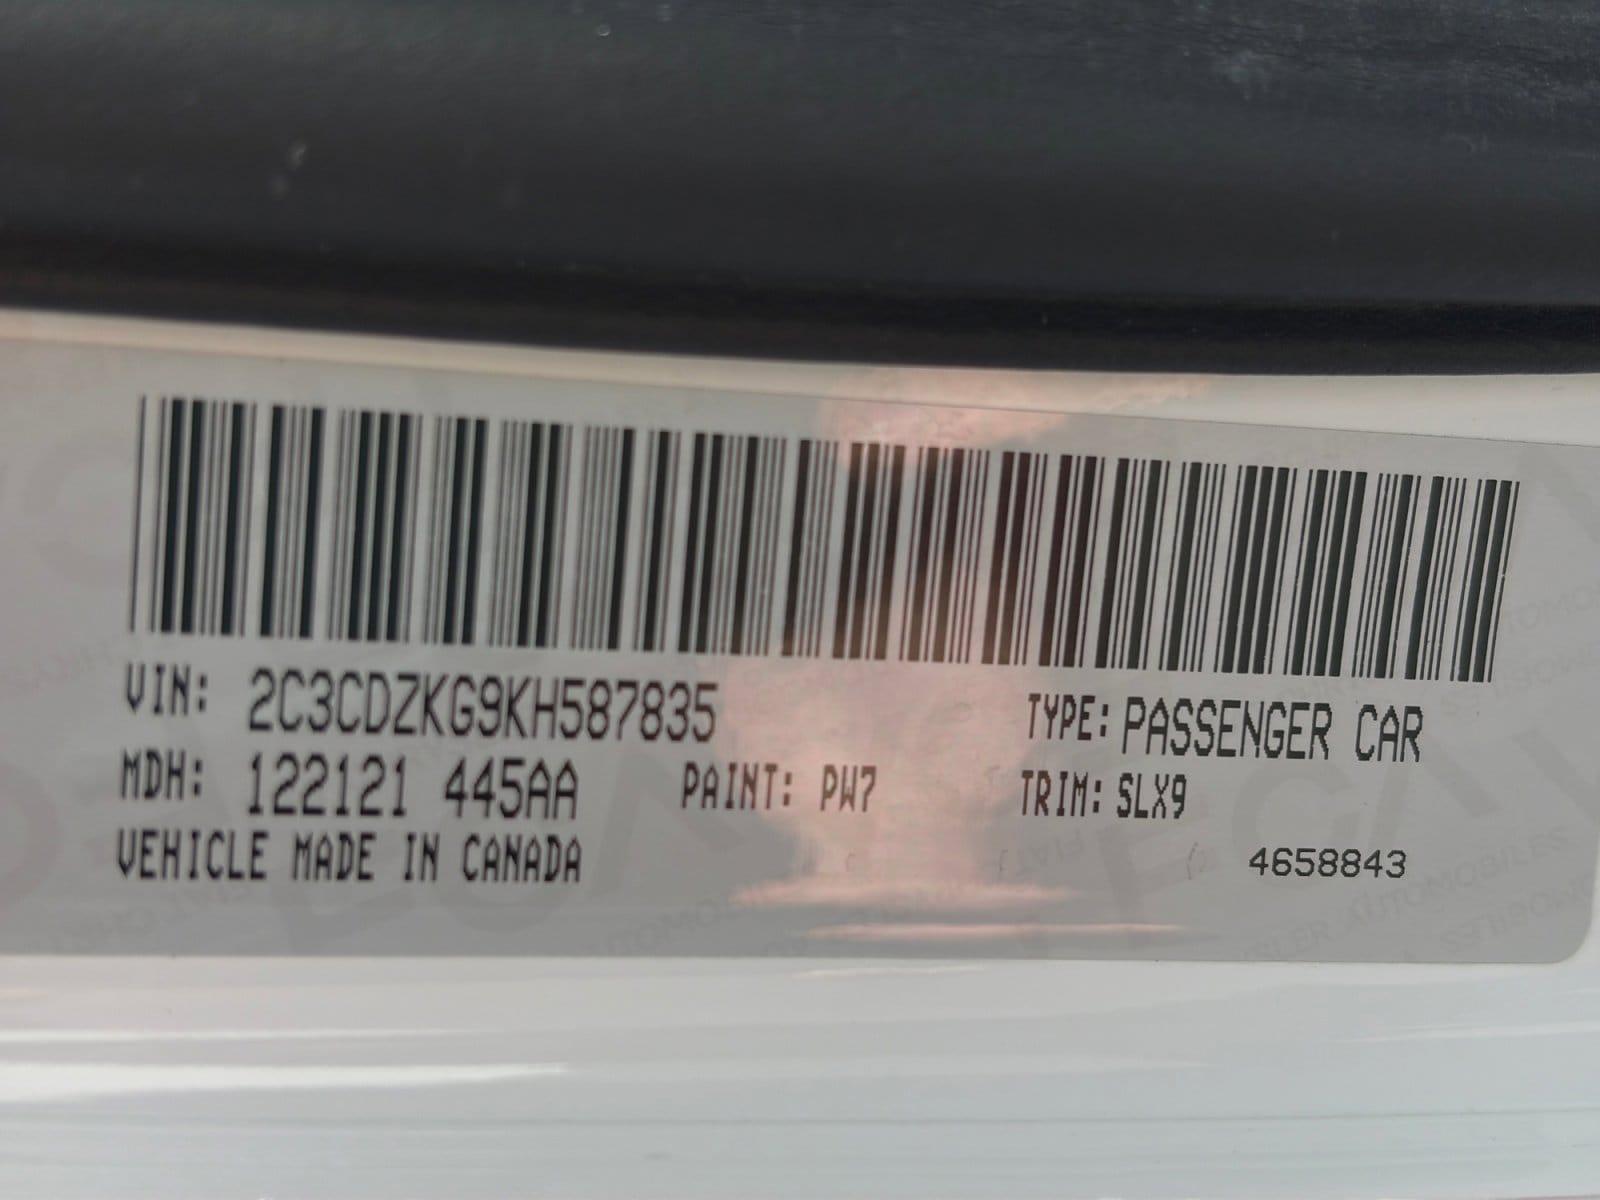 VIN: 2C3CDZKG9KH587835
TYPE: PASSENGER CAR
MDH: 122121 445AA PAINT: PW7 TRIM: SLX9
VEHICLE MADE IN CANADA
4658843